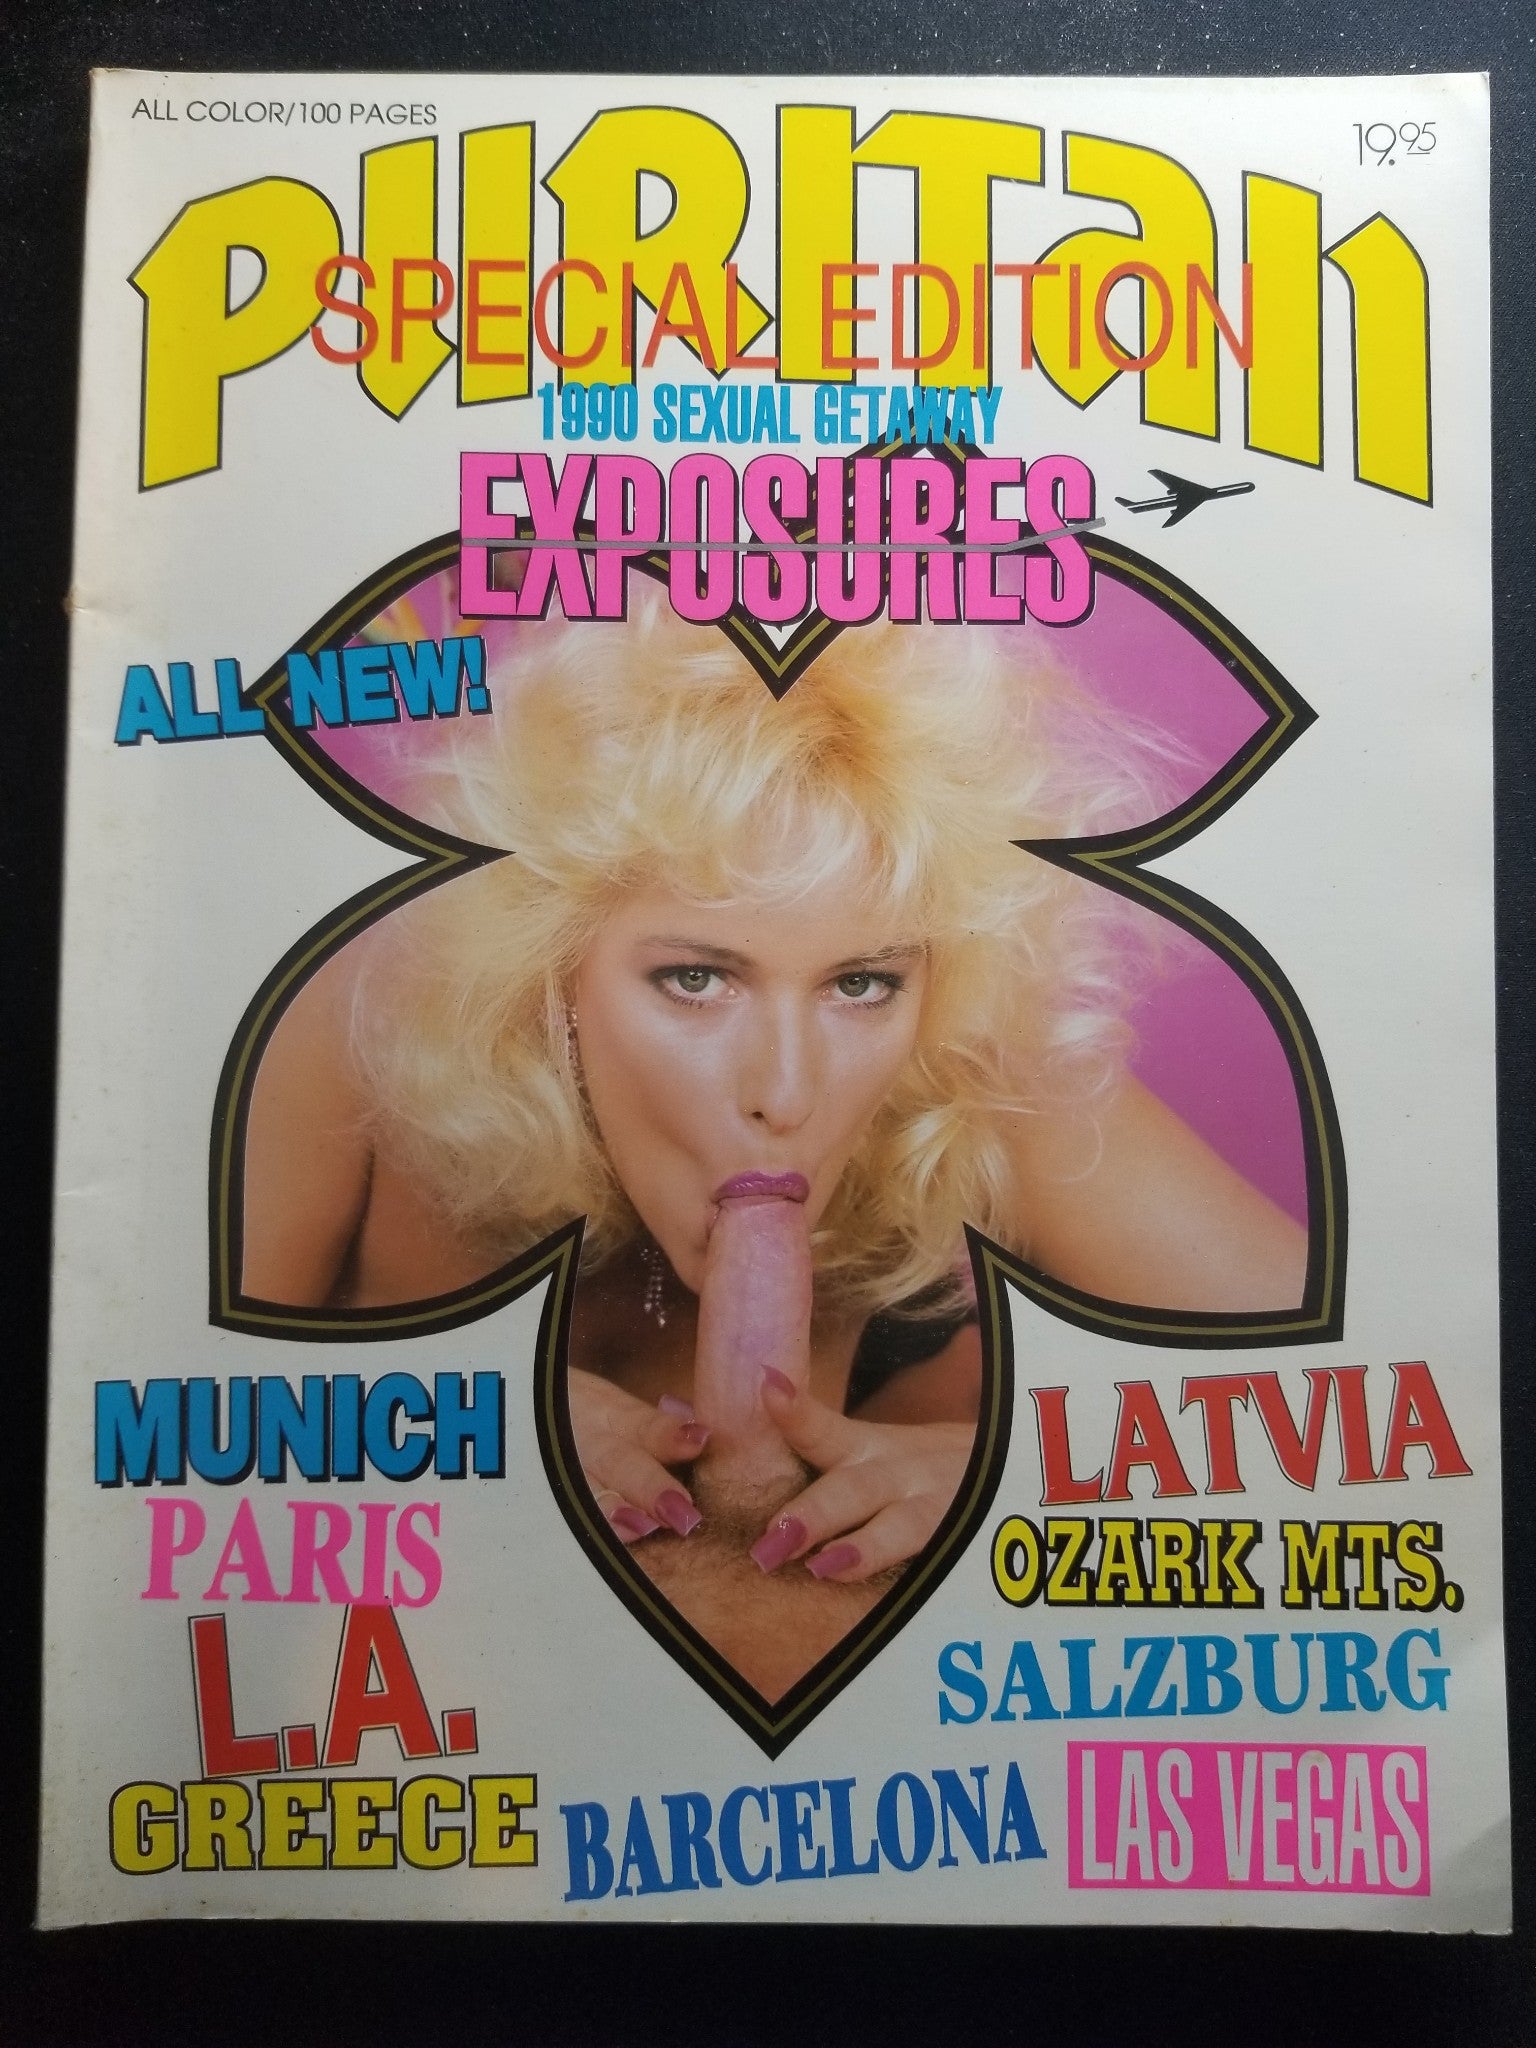 ALL COLOR/100 PAGES
19.95
PURITAN
SPECIAL EDITION
1990 SEXUAL GETAWAY
EXPOSURES
ALL NEW!
MUNICH
LATVIA
PARIS
OZARK MTS.
L.A.
SALZBURG
GREECE
BARCELONA
LAS VEGAS